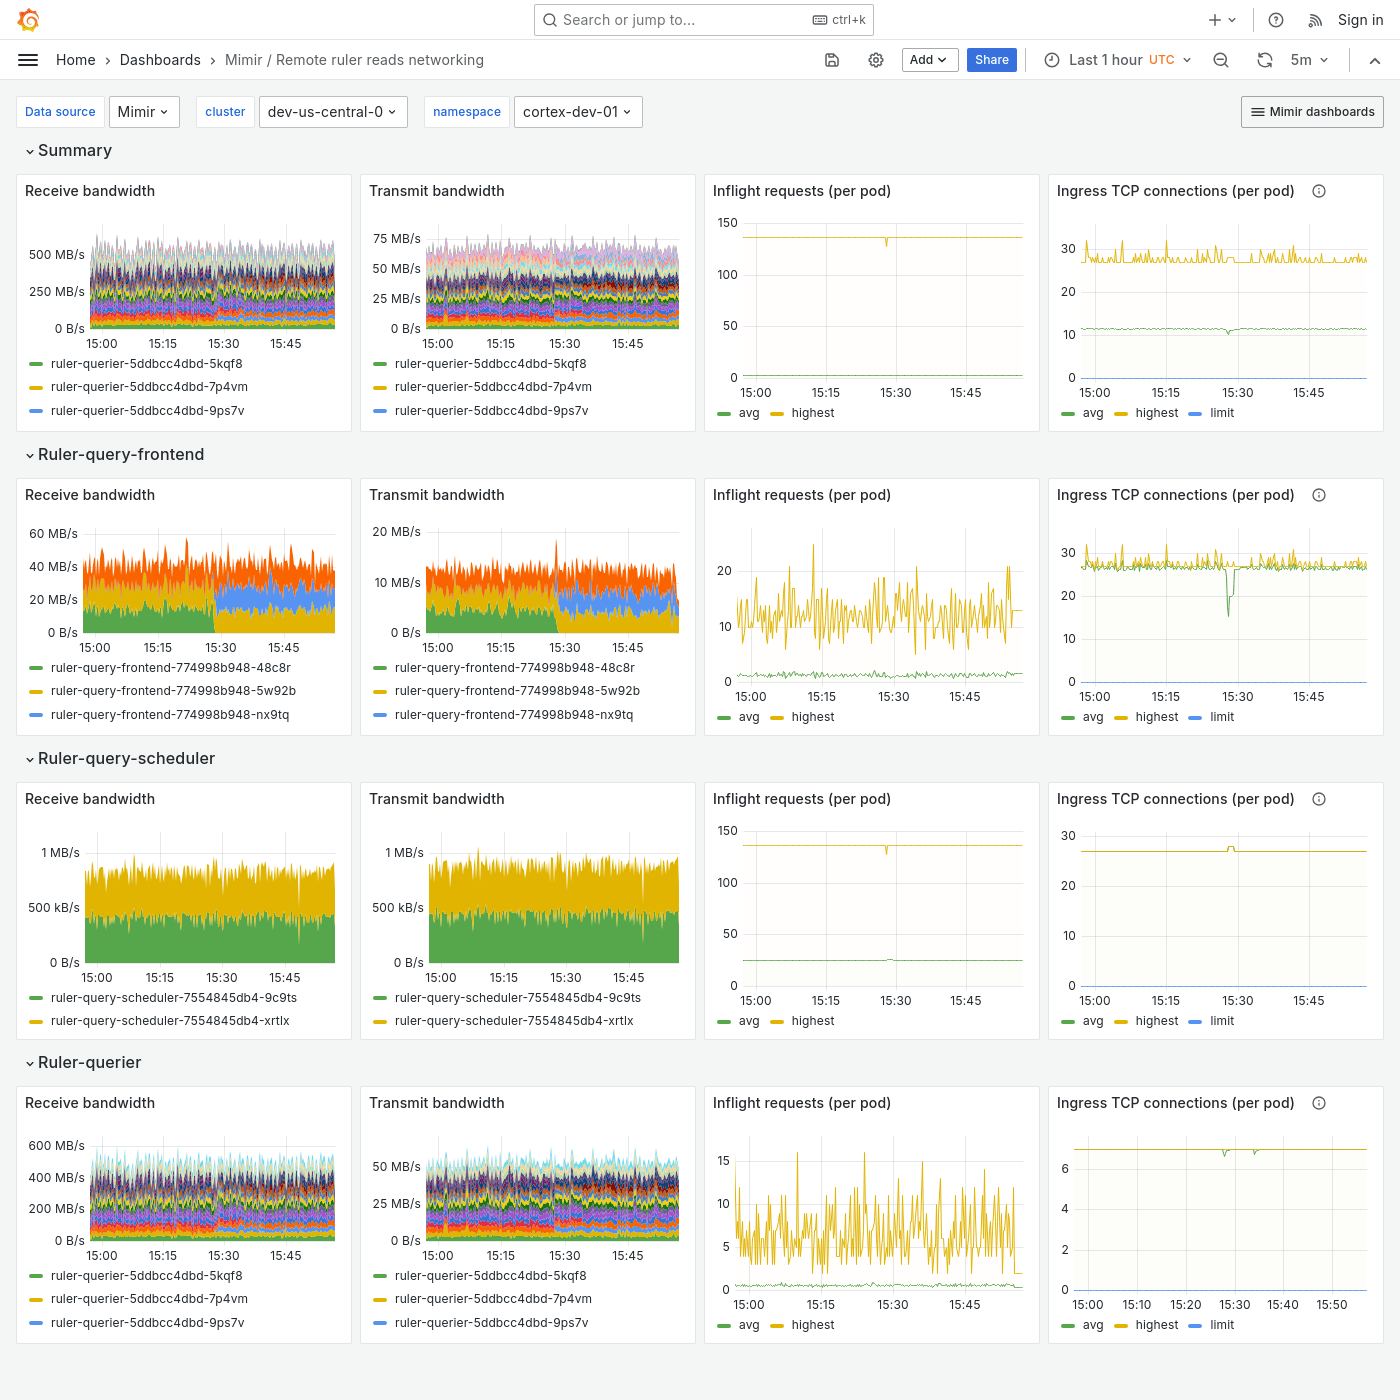 Search or jump to...
ctrl+k
Sign in
Home › Dashboards › Mimir / Remote ruler reads networking
Add
Share
Last 1 hour UTC
5m
Data source
Mimir
cluster
dev-us-central-0
namespace
cortex-dev-01
Mimir dashboards
Summary
Receive bandwidth
500 MB/s
250 MB/s
0 B/s
15:00 15:15 15:30 15:45
ruler-querier-5ddbcc4dbd-5kqf8
ruler-querier-5ddbcc4dbd-7p4vm
ruler-querier-5ddbcc4dbd-9ps7v
Transmit bandwidth
75 MB/s
50 MB/s
25 MB/s
0 B/s
15:00 15:15 15:30 15:45
ruler-querier-5ddbcc4dbd-5kqf8
ruler-querier-5ddbcc4dbd-7p4vm
ruler-querier-5ddbcc4dbd-9ps7v
Inflight requests (per pod)
150
100
50
0
15:00 15:15 15:30 15:45
avg highest
Ingress TCP connections (per pod)
30
20
10
0
15:00 15:15 15:30 15:45
avg highest limit
Ruler-query-frontend
Receive bandwidth
60 MB/s
40 MB/s
20 MB/s
0 B/s
15:00 15:15 15:30 15:45
ruler-query-frontend-774998b948-48c8r
ruler-query-frontend-774998b948-5w92b
ruler-query-frontend-774998b948-nx9tq
Transmit bandwidth
20 MB/s
10 MB/s
0 B/s
15:00 15:15 15:30 15:45
ruler-query-frontend-774998b948-48c8r
ruler-query-frontend-774998b948-5w92b
ruler-query-frontend-774998b948-nx9tq
Inflight requests (per pod)
20
10
0
15:00 15:15 15:30 15:45
avg highest
Ingress TCP connections (per pod)
30
20
10
0
15:00 15:15 15:30 15:45
avg highest limit
Ruler-query-scheduler
Receive bandwidth
1 MB/s
500 kB/s
0 B/s
15:00 15:15 15:30 15:45
ruler-query-scheduler-7554845db4-9c9ts
ruler-query-scheduler-7554845db4-xrtlx
Transmit bandwidth
1 MB/s
500 kB/s
0 B/s
15:00 15:15 15:30 15:45
ruler-query-scheduler-7554845db4-9c9ts
ruler-query-scheduler-7554845db4-xrtlx
Inflight requests (per pod)
150
100
50
0
15:00 15:15 15:30 15:45
avg highest
Ingress TCP connections (per pod)
30
20
10
0
15:00 15:15 15:30 15:45
avg highest limit
Ruler-querier
Receive bandwidth
600 MB/s
400 MB/s
200 MB/s
0 B/s
15:00 15:15 15:30 15:45
ruler-querier-5ddbcc4dbd-5kqf8
ruler-querier-5ddbcc4dbd-7p4vm
ruler-querier-5ddbcc4dbd-9ps7v
Transmit bandwidth
50 MB/s
25 MB/s
0 B/s
15:00 15:15 15:30 15:45
ruler-querier-5ddbcc4dbd-5kqf8
ruler-querier-5ddbcc4dbd-7p4vm
ruler-querier-5ddbcc4dbd-9ps7v
Inflight requests (per pod)
15
10
5
0
15:00 15:15 15:30 15:45
avg highest
Ingress TCP connections (per pod)
6
4
2
0
15:00 15:10 15:20 15:30 15:40 15:50
avg highest limit